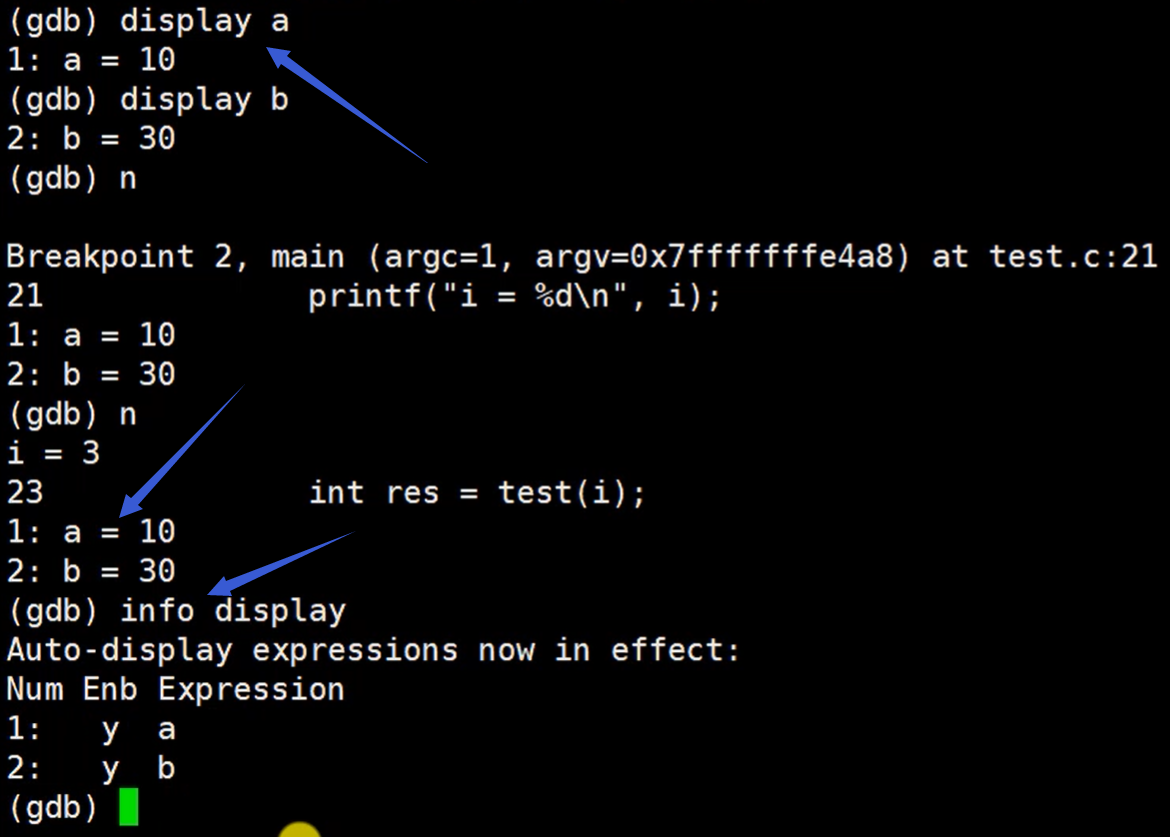 (gdb) display a
1: a = 10
(gdb) display b
2: b = 30
(gdb) n
Breakpoint 2, main (argc=1, argv=0x7fffffffe4a8) at test.c:21
21              printf("i = %d\n", i);
1: a = 10
2: b = 30
(gdb) n
i = 3
23              int res = test(i);
1: a = 10
2: b = 30
(gdb) info display
Auto-display expressions now in effect:
Num Enb Expression
1:   y  a
2:   y  b
(gdb)